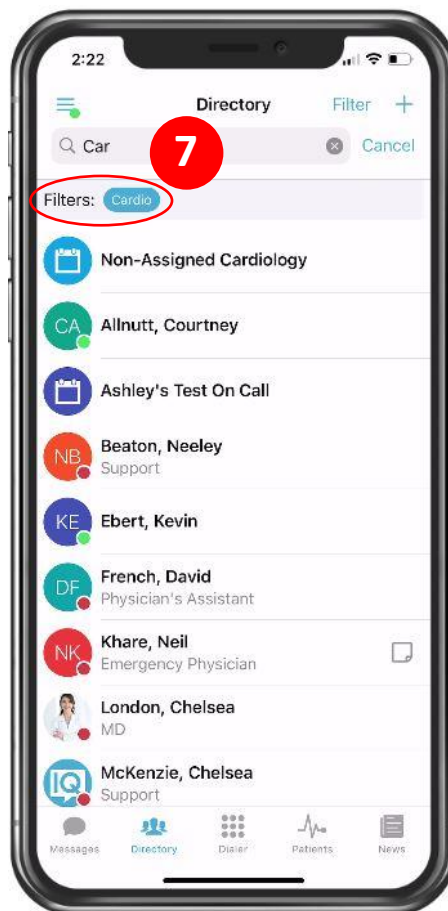 2:22
Directory
Filter +
Car
7
Cancel
Filters: Cardio
Non-Assigned Cardiology
CA
Allnutt, Courtney
Ashley's Test On Call
NB
Beaton, Neeley
Support
KE
Ebert, Kevin
DF
French, David
Physician's Assistant
NK
Khare, Neil
Emergency Physician
London, Chelsea
MD
IQ
McKenzie, Chelsea
Support
Messages
Directory
Dialer
Patients
News